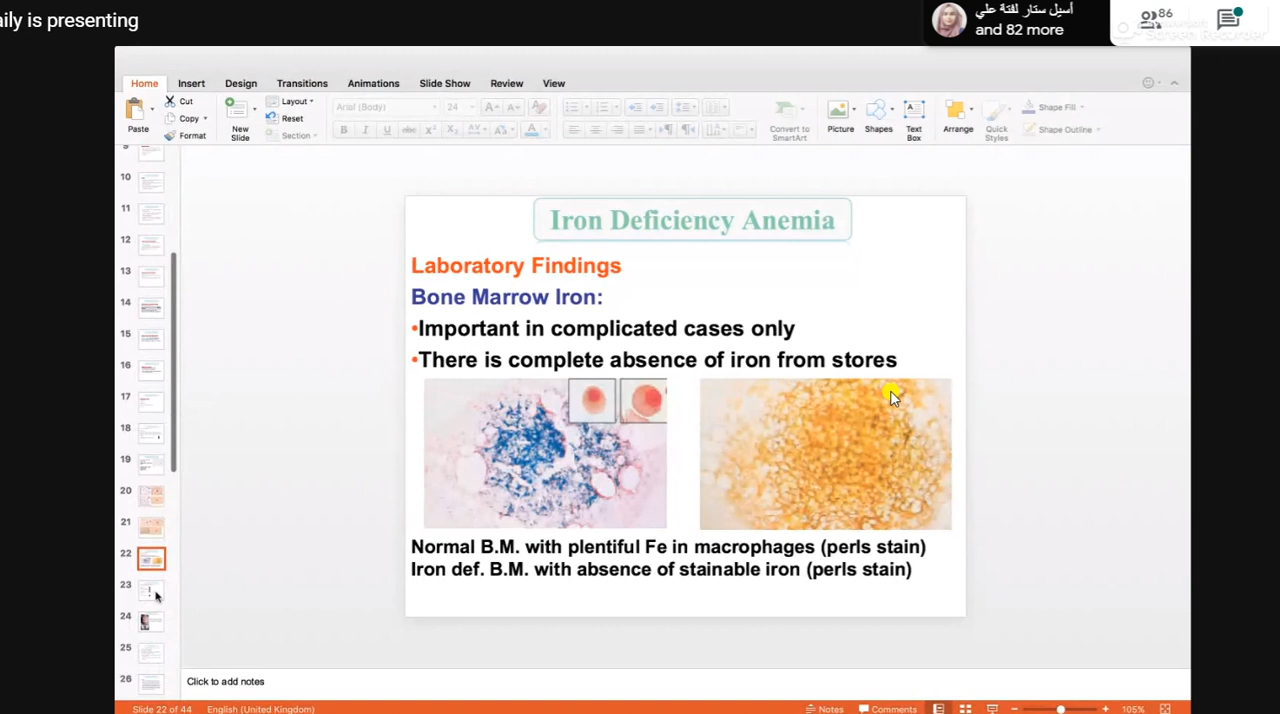 aily is presenting
أسيل ستار لفتة علي
and 82 more
86
Screen Recorder
Home Insert Design Transitions Animations Slide Show Review View
Paste
Cut
Copy
Format
New Slide
Layout
Reset
Section
Arial (Body) 24
Convert to SmartArt
Picture
Shapes
Text Box
Arrange
Quick Styles
Shape Fill
Shape Outline
9
10
11
12
13
14
15
16
17
18
19
20
21
22
23
24
25
26
Iron Deficiency Anemia
Laboratory Findings
Bone Marrow Iron:
•Important in complicated cases only
•There is complete absence of iron from stores
Normal B.M. with plentiful Fe in macrophages (perls stain)
Iron def. B.M. with absence of stainable iron (perls stain)
Click to add notes
Slide 22 of 44 English (United Kingdom) Notes Comments 105%